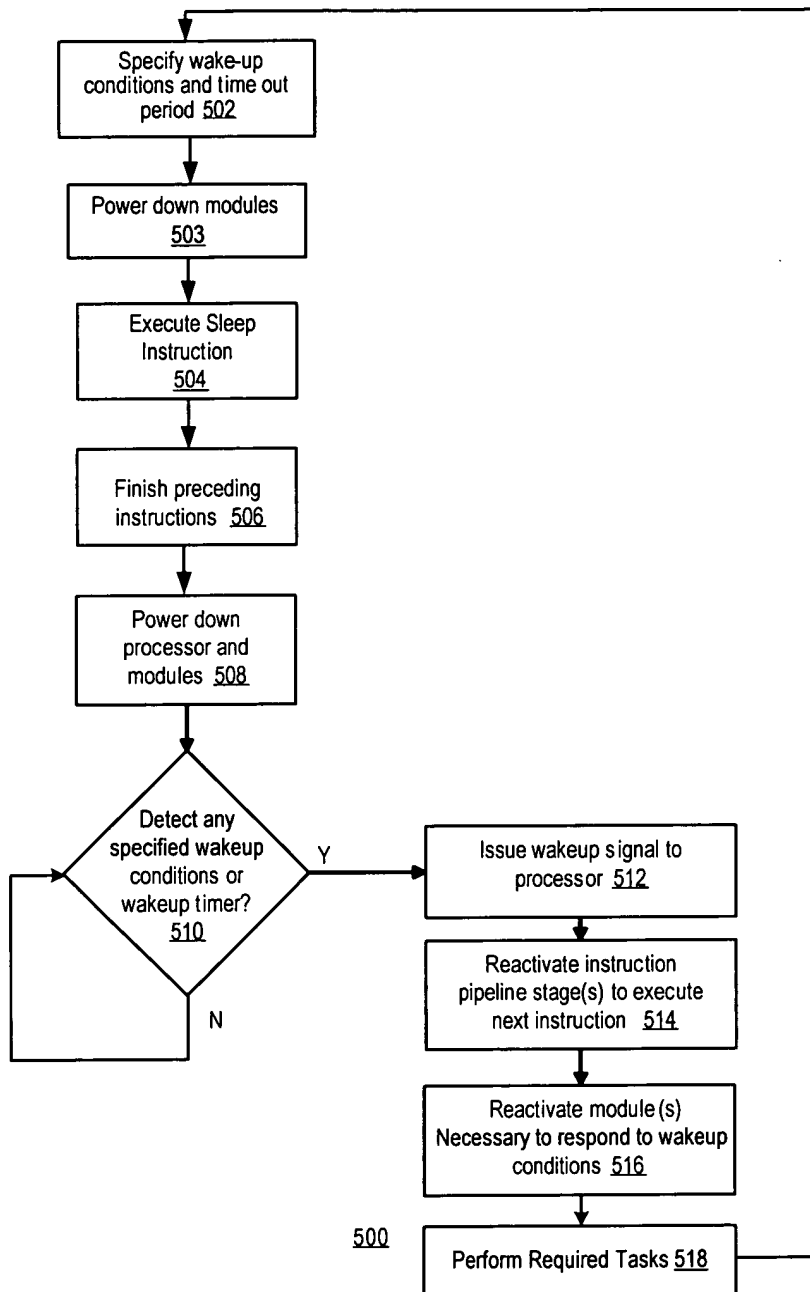 Specify wake-up
conditions and time out
period 502
Power down modules
503
Execute Sleep
Instruction
504
Finish preceding
instructions 506
Power down
processor and
modules 508
Detect any
specified wakeup
conditions or
wakeup timer?
510
Y
N
Issue wakeup signal to
processor 512
Reactivate instruction
pipeline stage(s) to execute
next instruction 514
Reactivate module(s)
Necessary to respond to wakeup
conditions 516
500
Perform Required Tasks 518